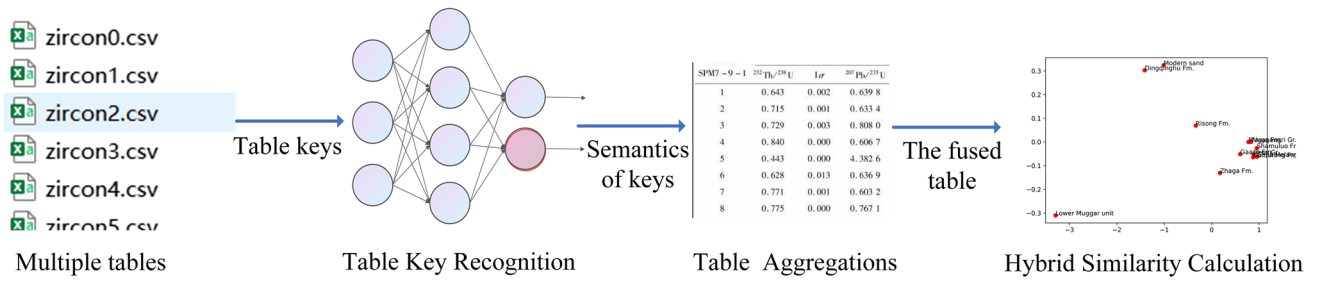 zircon0.csv
zircon1.csv
zircon2.csv
zircon3.csv
zircon4.csv
zircon5.csv
Multiple tables
Table keys
Table Key Recognition
Semantics
of keys
SPM7-9-1 ²³²Th/²³⁸U 1σ ²⁰⁷Pb/²³⁵U
1 0.643 0.002 0.639 8
2 0.715 0.001 0.633 4
3 0.729 0.003 0.808 0
4 0.840 0.000 0.606 7
5 0.443 0.000 4.382 6
6 0.628 0.013 0.636 9
7 0.771 0.001 0.603 2
8 0.775 0.000 0.767 1
Table Aggregations
The fused
table
0.3
0.2
0.1
0.0
−0.1
−0.2
−0.3
−3 −2 −1 0 1
Modern sand
Dingqinghu Fm.
Risong Fm.
Zhaga Fm.
Lower Muggar unit
Hybrid Similarity Calculation